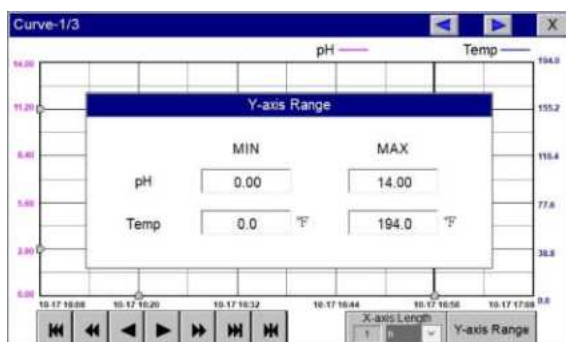 Curve-1/3 X
pH Temp
14.00 194.0
Y-axis Range
11.20 155.2
MIN MAX
8.40 116.4
pH 0.00 14.00
5.60 77.6
Temp 0.0 °F 194.0 °F
2.80 38.8
0.00 0.0
10-17 16:08 10-17 16:20 10-17 16:32 10-17 16:44 10-17 16:56 10-17 17:08
X-axis Length
1 h Y-axis Range